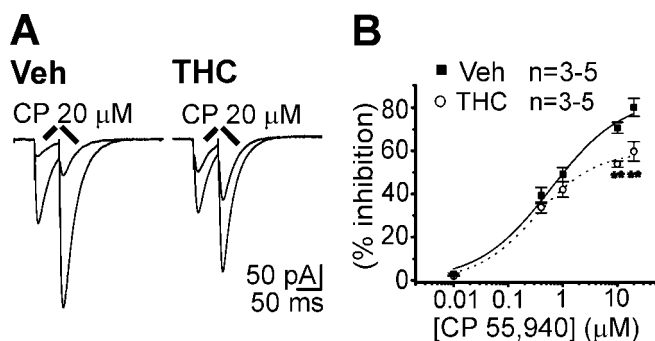 A
Veh THC
CP 20 μM CP 20 μM
50 pA
50 ms
B
Veh n=3-5
THC n=3-5
(% inhibition)
80
60
40
20
0
** **
0.01 0.1 1 10
[CP 55,940] (μM)